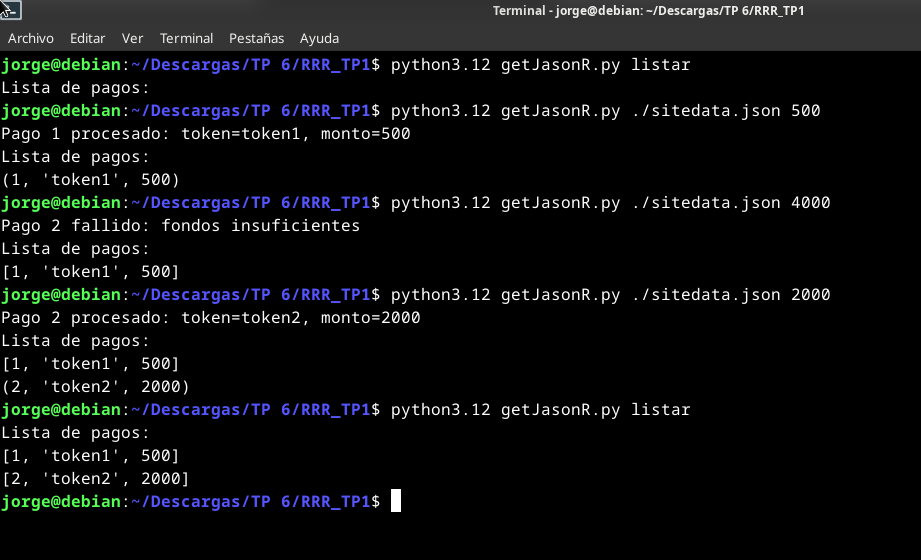 Terminal - jorge@debian: ~/Descargas/TP 6/RRR_TP1
Archivo Editar Ver Terminal Pestañas Ayuda
jorge@debian:~/Descargas/TP 6/RRR_TP1$ python3.12 getJasonR.py listar
Lista de pagos:
jorge@debian:~/Descargas/TP 6/RRR_TP1$ python3.12 getJasonR.py ./sitedata.json 500
Pago 1 procesado: token=token1, monto=500
Lista de pagos:
(1, 'token1', 500)
jorge@debian:~/Descargas/TP 6/RRR_TP1$ python3.12 getJasonR.py ./sitedata.json 4000
Pago 2 fallido: fondos insuficientes
Lista de pagos:
[1, 'token1', 500]
jorge@debian:~/Descargas/TP 6/RRR_TP1$ python3.12 getJasonR.py ./sitedata.json 2000
Pago 2 procesado: token=token2, monto=2000
Lista de pagos:
[1, 'token1', 500]
(2, 'token2', 2000)
jorge@debian:~/Descargas/TP 6/RRR_TP1$ python3.12 getJasonR.py listar
Lista de pagos:
[1, 'token1', 500]
[2, 'token2', 2000]
jorge@debian:~/Descargas/TP 6/RRR_TP1$